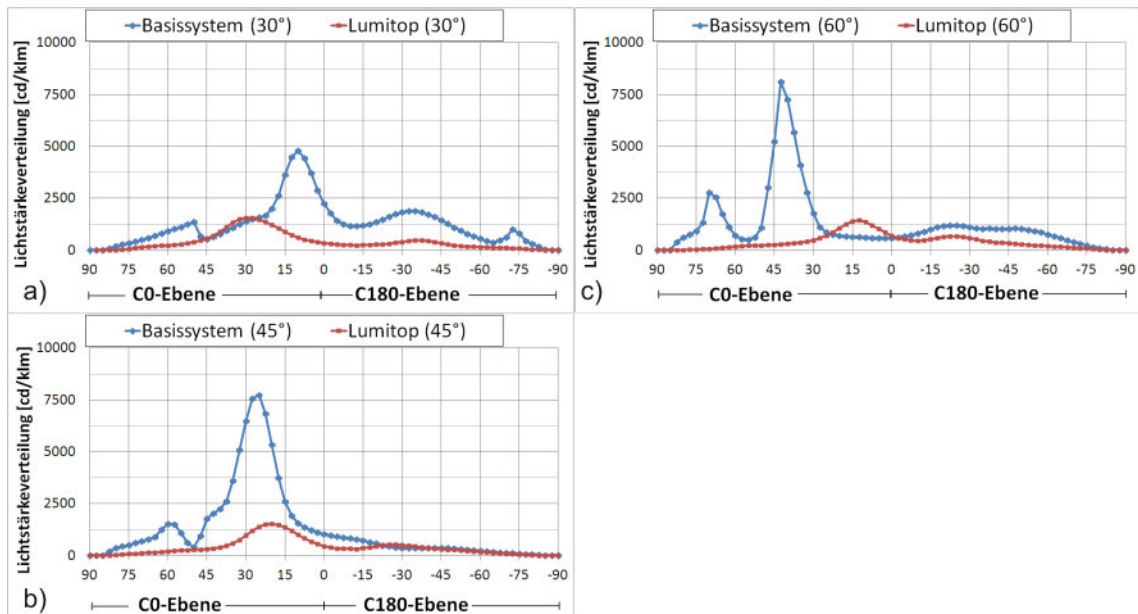 Basissystem (30°) Lumitop (30°)
Lichtstärkeverteilung [cd/klm]
10000
7500
5000
2500
0
90 75 60 45 30 15 0 -15 -30 -45 -60 -75 -90
a)
C0-Ebene C180-Ebene
Basissystem (60°) Lumitop (60°)
Lichtstärkeverteilung [cd/klm]
10000
7500
5000
2500
0
90 75 60 45 30 15 0 -15 -30 -45 -60 -75 -90
c)
C0-Ebene C180-Ebene
Basissystem (45°) Lumitop (45°)
Lichtstärkeverteilung [cd/klm]
10000
7500
5000
2500
0
90 75 60 45 30 15 0 -15 -30 -45 -60 -75 -90
b)
C0-Ebene C180-Ebene